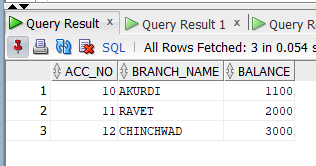 Query Result × Query Result 1 × Query R
SQL | All Rows Fetched: 3 in 0.054 s
ACC_NO BRANCH_NAME BALANCE
1 10 AKURDI 1100
2 11 RAVET 2000
3 12 CHINCHWAD 3000